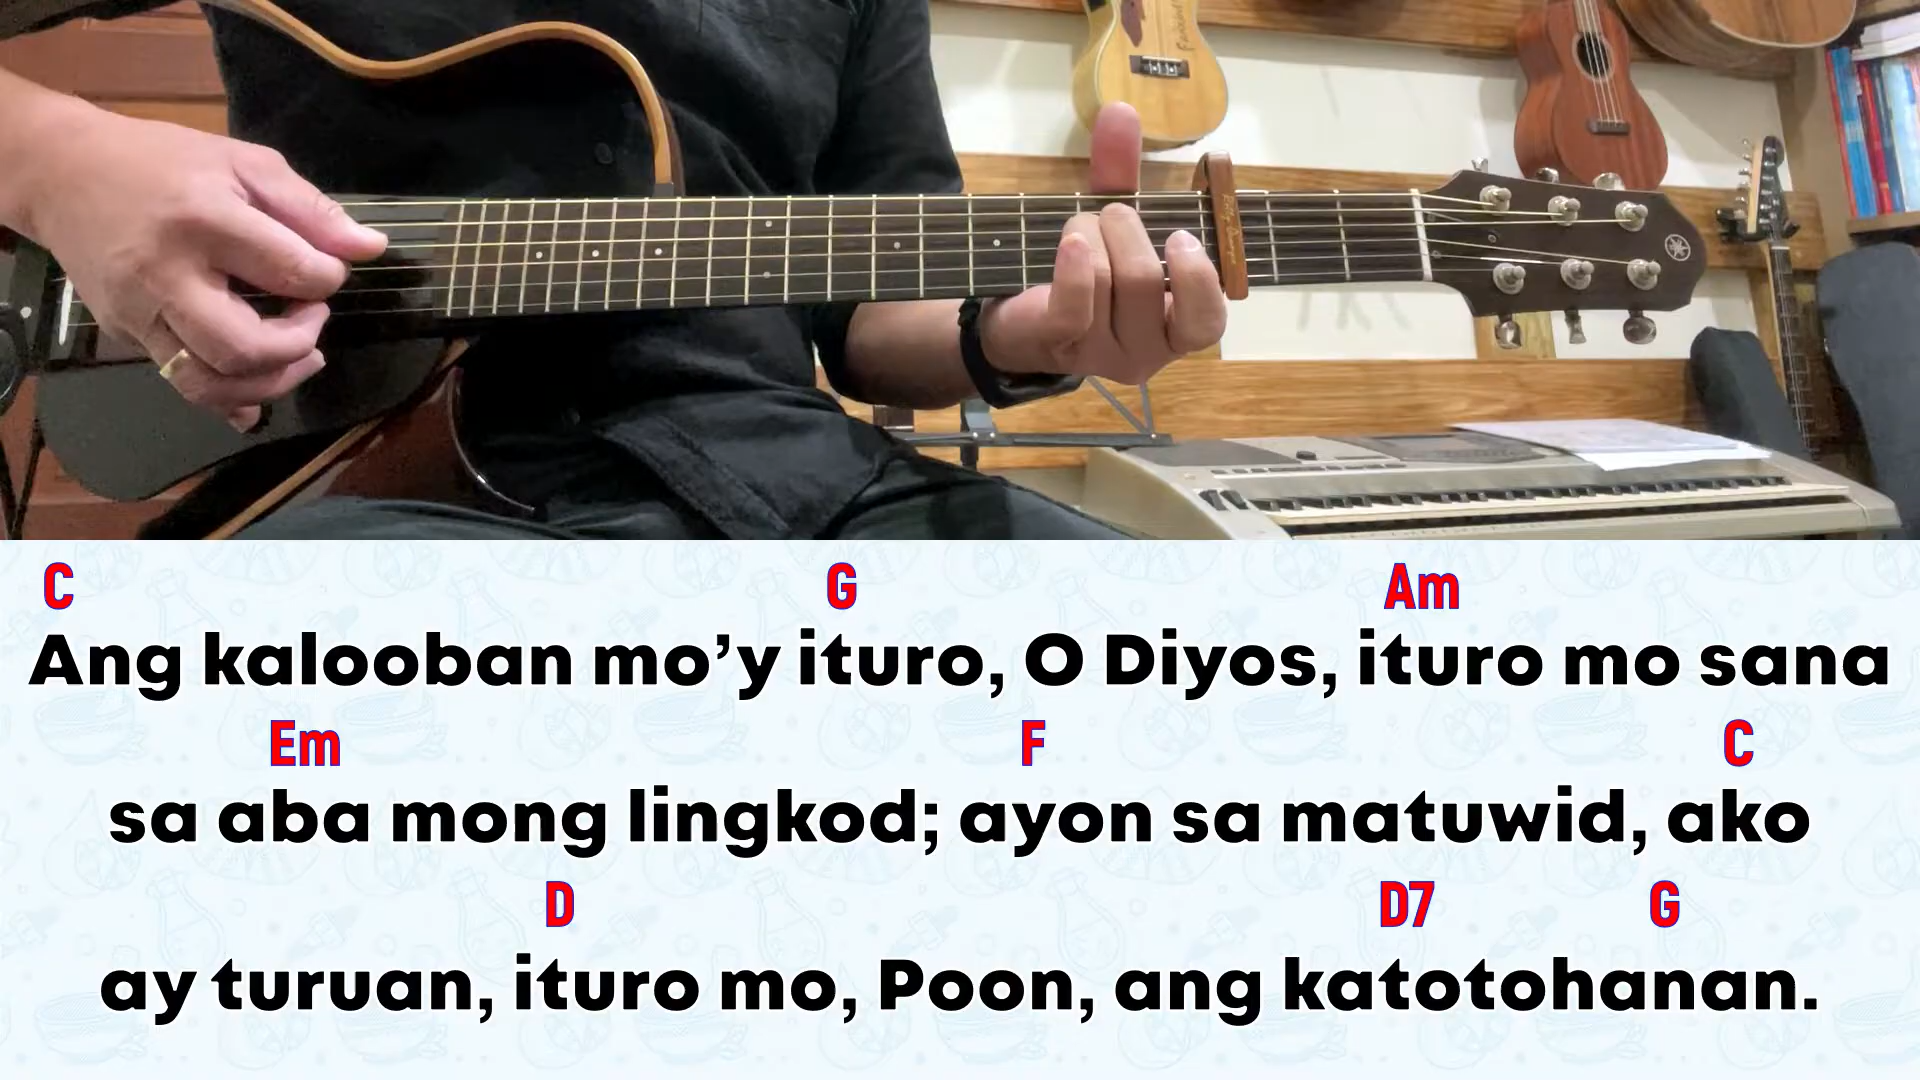 C G Am
Ang kalooban mo’y ituro, O Diyos, ituro mo sana
Em F C
sa aba mong lingkod; ayon sa matuwid, ako
D D7 G
ay turuan, ituro mo, Poon, ang katotohanan.